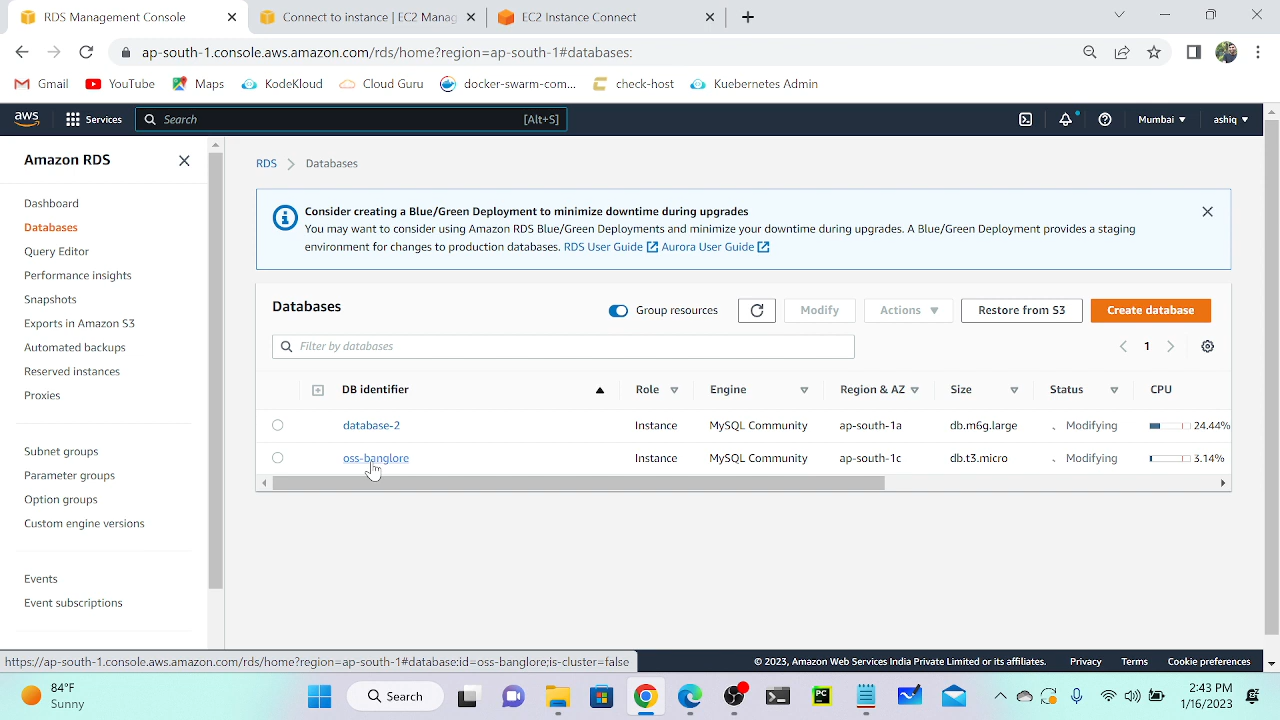 RDS Management Console
Connect to instance | EC2 Manag
EC2 Instance Connect
ap-south-1.console.aws.amazon.com/rds/home?region=ap-south-1#databases:
Gmail
YouTube
Maps
KodeKloud
Cloud Guru
docker-swarm-com...
check-host
Kuebernetes Admin
aws
Services
Search
[Alt+S]
Mumbai
ashiq
Amazon RDS
Dashboard
Databases
Query Editor
Performance insights
Snapshots
Exports in Amazon S3
Automated backups
Reserved instances
Proxies
Subnet groups
Parameter groups
Option groups
Custom engine versions
Events
Event subscriptions
RDS
Databases
Consider creating a Blue/Green Deployment to minimize downtime during upgrades
You may want to consider using Amazon RDS Blue/Green Deployments and minimize your downtime during upgrades. A Blue/Green Deployment provides a staging
environment for changes to production databases. RDS User Guide Aurora User Guide
Databases
Group resources
Modify
Actions
Restore from S3
Create database
Filter by databases
1
DB identifier
Role
Engine
Region & AZ
Size
Status
CPU
database-2
Instance
MySQL Community
ap-south-1a
db.m6g.large
Modifying
24.44%
oss-banglore
Instance
MySQL Community
ap-south-1c
db.t3.micro
Modifying
3.14%
https://ap-south-1.console.aws.amazon.com/rds/home?region=ap-south-1#database:id=oss-banglore;is-cluster=false
© 2023, Amazon Web Services India Private Limited or its affiliates.
Privacy
Terms
Cookie preferences
84°F
Sunny
Search
PC
2:43 PM
1/16/2023